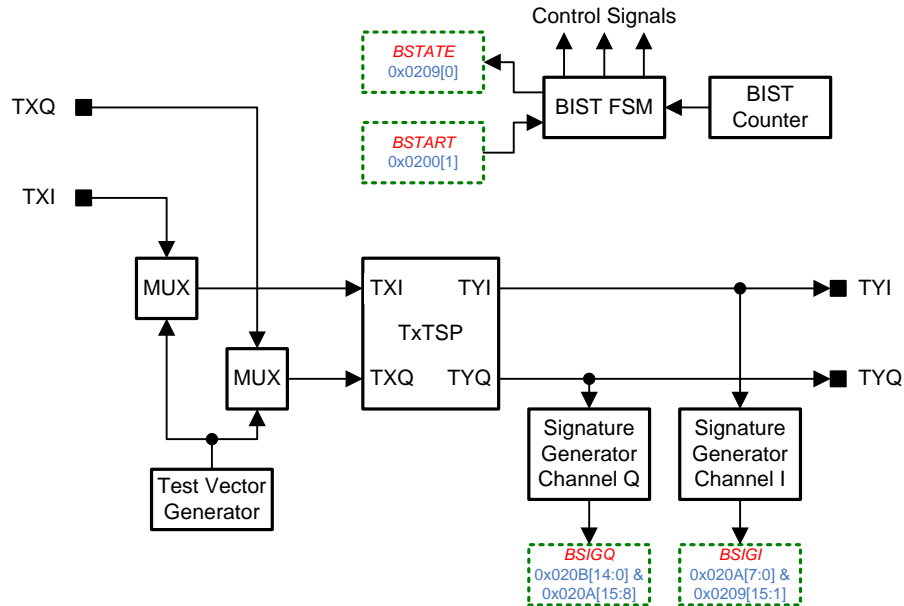 Control Signals
BSTATE
0x0209[0]
BIST FSM
BIST
Counter
BSTART
0x0200[1]
TXQ
TXI
MUX
MUX
TXI
TYI
TxTSP
TXQ
TYQ
TYI
TYQ
Test Vector
Generator
Signature
Generator
Channel Q
Signature
Generator
Channel I
BSIGQ
0x020B[14:0] &
0x020A[15:8]
BSIGI
0x020A[7:0] &
0x0209[15:1]